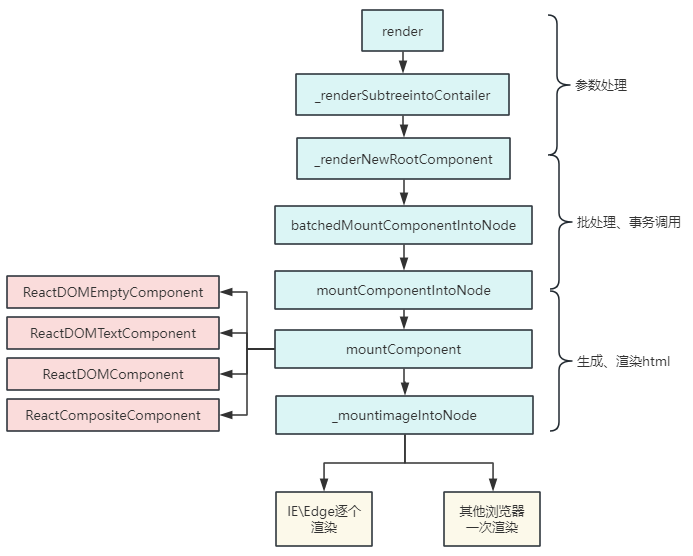 render
_renderSubtreeintoContailer
参数处理
_renderNewRootComponent
batchedMountComponentIntoNode
批处理、事务调用
ReactDOMEmptyComponent
mountComponentIntoNode
ReactDOMTextComponent
mountComponent
生成、渲染html
ReactDOMComponent
ReactCompositeComponent
_mountimageIntoNode
IE\Edge逐个
渲染
其他浏览器
一次渲染